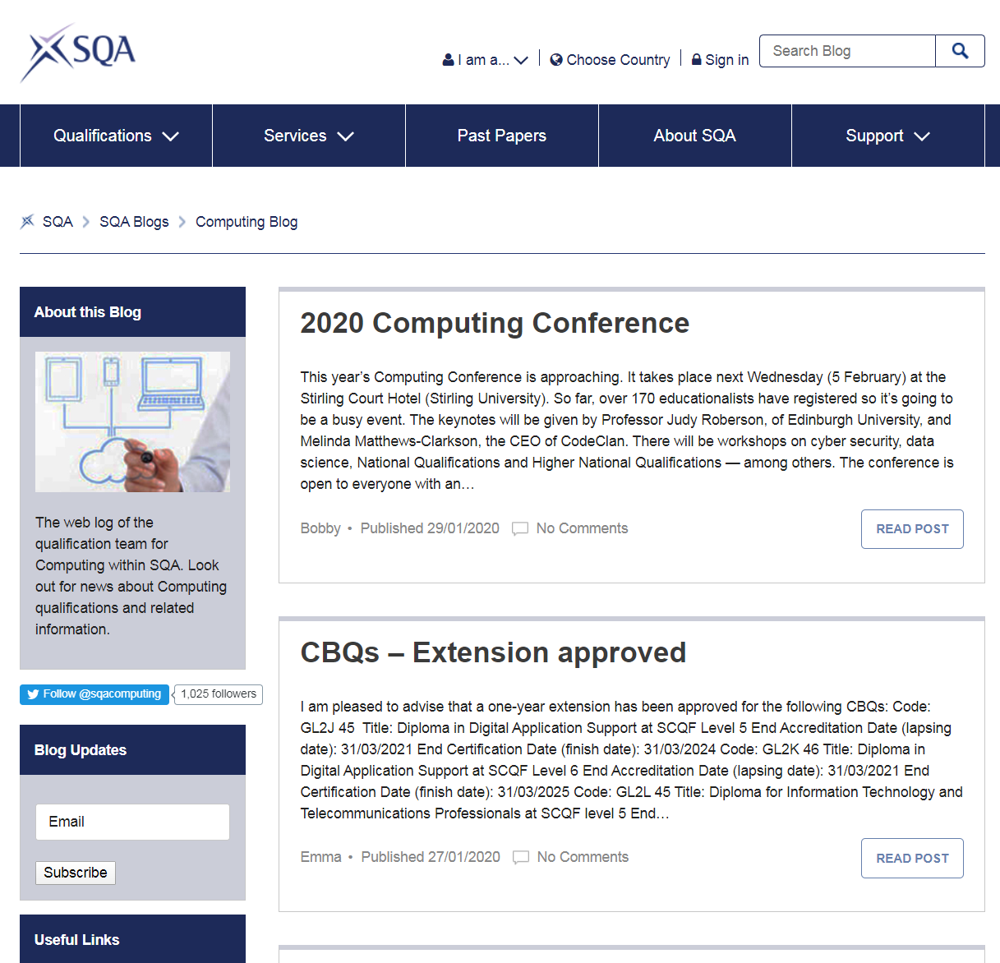 SQA
I am a...
Choose Country
Sign in
Search Blog
Qualifications
Services
Past Papers
About SQA
Support
SQA
SQA Blogs
Computing Blog
About this Blog
The web log of the
qualification team for
Computing within SQA. Look
out for news about Computing
qualifications and related
information.
Follow @sqacomputing
1,025 followers
Blog Updates
Email
Subscribe
Useful Links
2020 Computing Conference
This year’s Computing Conference is approaching. It takes place next Wednesday (5 February) at the
Stirling Court Hotel (Stirling University). So far, over 170 educationalists have registered so it’s going to
be a busy event. The keynotes will be given by Professor Judy Roberson, of Edinburgh University, and
Melinda Matthews-Clarkson, the CEO of CodeClan. There will be workshops on cyber security, data
science, National Qualifications and Higher National Qualifications — among others. The conference is
open to everyone with an…
Bobby • Published 29/01/2020 No Comments
READ POST
CBQs – Extension approved
I am pleased to advise that a one-year extension has been approved for the following CBQs: Code:
GL2J 45  Title: Diploma in Digital Application Support at SCQF Level 5 End Accreditation Date (lapsing
date): 31/03/2021 End Certification Date (finish date): 31/03/2024 Code: GL2K 46 Title: Diploma in
Digital Application Support at SCQF Level 6 End Accreditation Date (lapsing date): 31/03/2021 End
Certification Date (finish date): 31/03/2025 Code: GL2L 45 Title: Diploma for Information Technology and
Telecommunications Professionals at SCQF level 5 End…
Emma • Published 27/01/2020 No Comments
READ POST